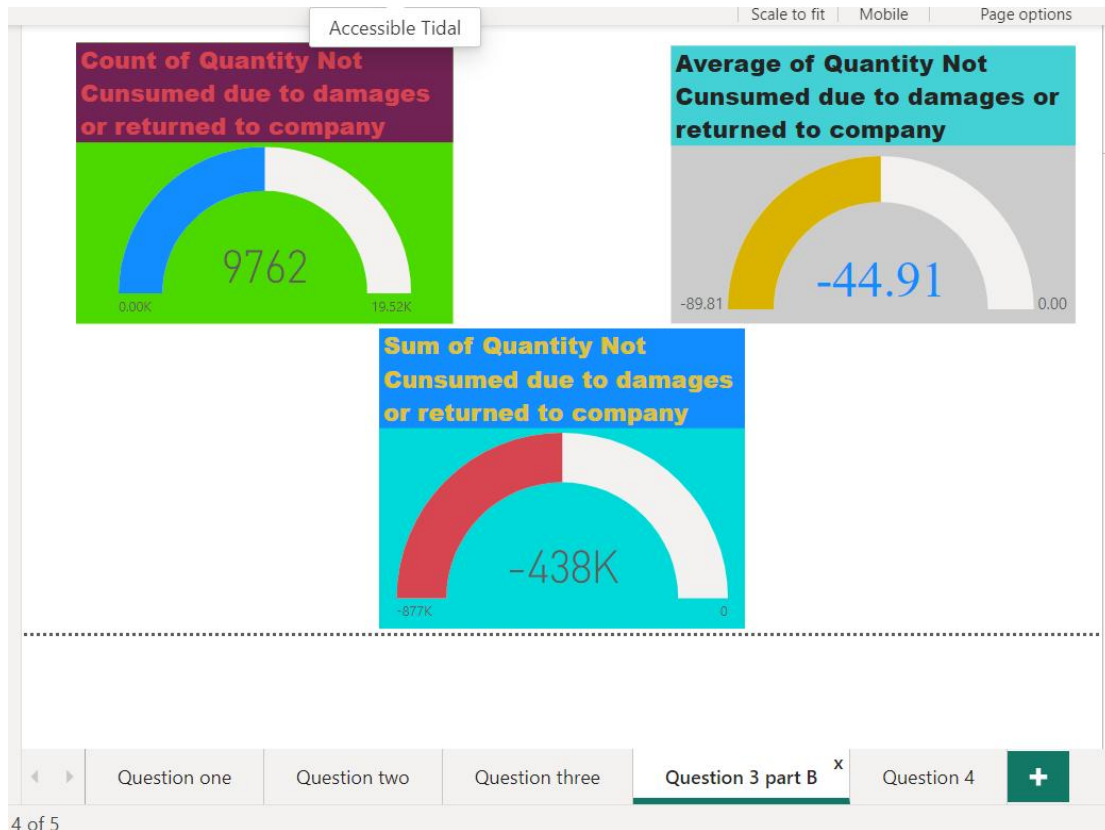 Scale to fit
Mobile
Page options
Accessible Tidal
Count of Quantity Not
Cunsumed due to damages
or returned to company
9762
0.00K
19.52K
Average of Quantity Not
Cunsumed due to damages or
returned to company
-44.91
-89.81
0.00
Sum of Quantity Not
Cunsumed due to damages
or returned to company
-438K
-877K
0
Question one
Question two
Question three
Question 3 part B
x
Question 4
+
4 of 5